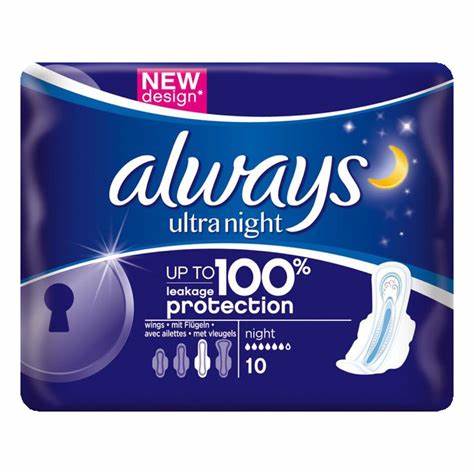 NEW
design*
always
ultra night
UP TO 100%
leakage
protection
wings • mit Flügeln •
avec ailettes • met vleugels
night
10